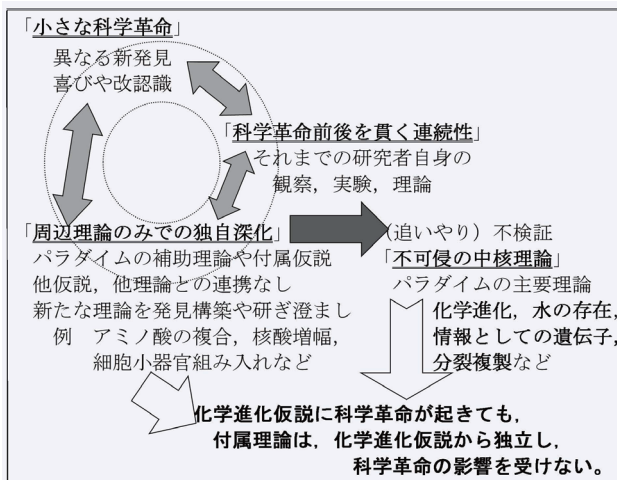 「小さな科学革命」
異なる新発見
喜びや改認識
「科学革命前後を貫く連続性」
それまでの研究者自身の
観察，実験，理論
「周辺理論のみでの独自深化」
パラダイムの補助理論や付属仮説
他仮説，他理論との連携なし
新たな理論を発見構築や研ぎ澄まし
例　アミノ酸の複合，核酸増幅，
細胞小器官組み入れなど
（追いやり）不検証
「不可侵の中核理論」
パラダイムの主要理論
化学進化，水の存在，
情報としての遺伝子，
分裂複製など
化学進化仮説に科学革命が起きても，
付属理論は，化学進化仮説から独立し，
科学革命の影響を受けない。